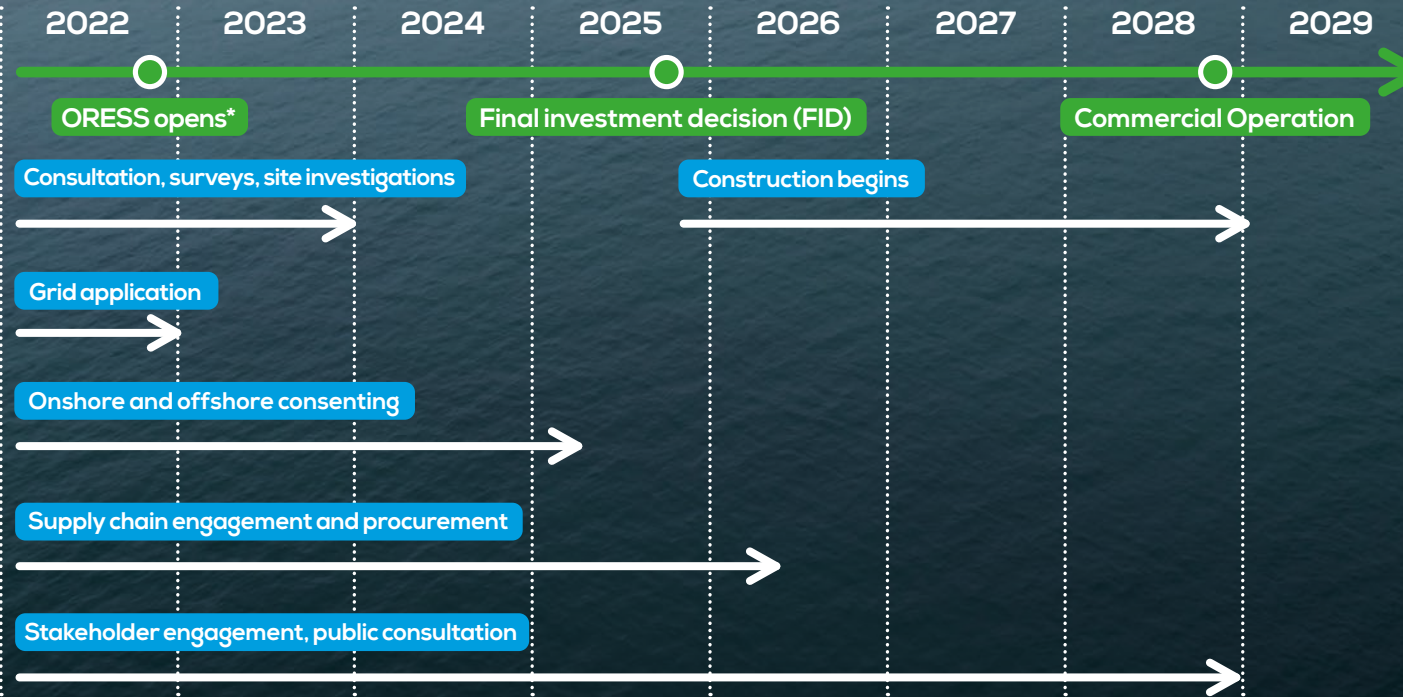 2022 2023 2024 2025 2026 2027 2028 2029
ORESS opens* Final investment decision (FID) Commercial Operation
Consultation, surveys, site investigations Construction begins
Grid application
Onshore and offshore consenting
Supply chain engagement and procurement
Stakeholder engagement, public consultation